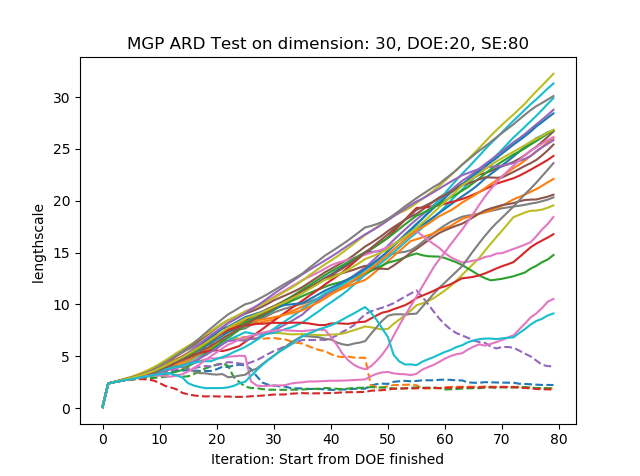 MGP ARD Test on dimension: 30, DOE:20, SE:80
lengthscale
30
25
20
15
10
5
0
0 10 20 30 40 50 60 70 80
Iteration: Start from DOE finished